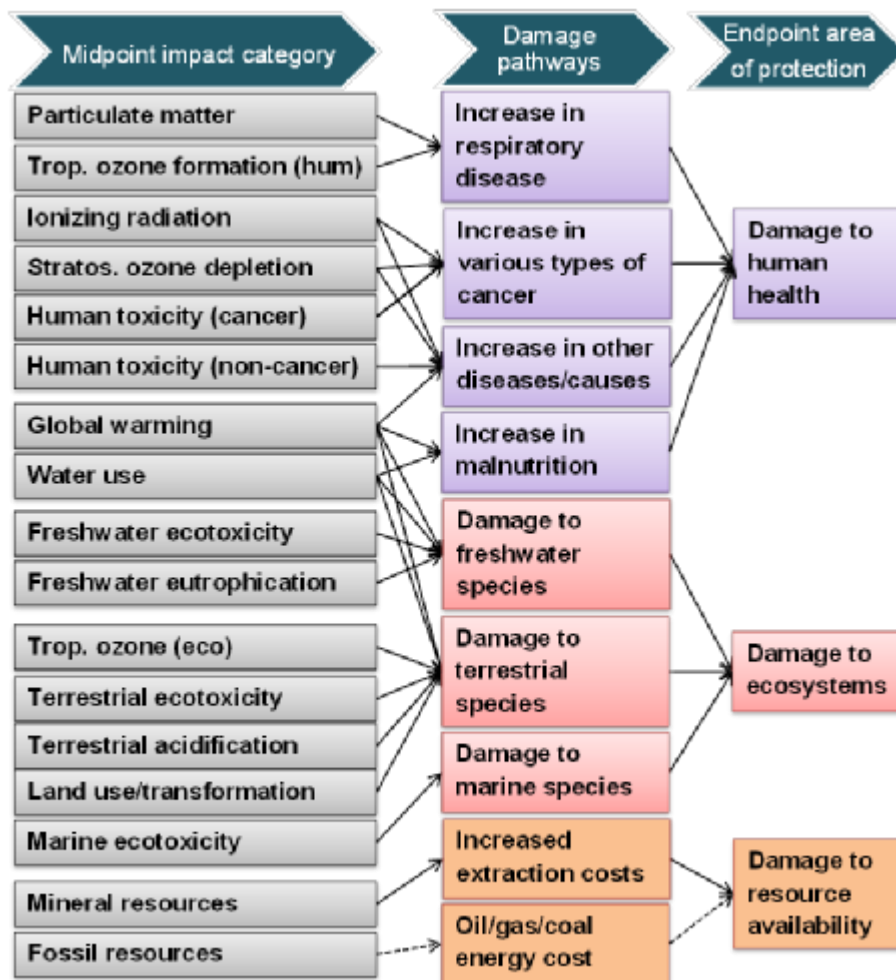 Midpoint impact category
Damage
pathways
Endpoint area
of protection
Particulate matter
Trop. ozone formation (hum)
Ionizing radiation
Stratos. ozone depletion
Human toxicity (cancer)
Human toxicity (non-cancer)
Global warming
Water use
Freshwater ecotoxicity
Freshwater eutrophication
Trop. ozone (eco)
Terrestrial ecotoxicity
Terrestrial acidification
Land use/transformation
Marine ecotoxicity
Mineral resources
Fossil resources
Increase in
respiratory
disease
Increase in
various types of
cancer
Increase in other
diseases/causes
Increase in
malnutrition
Damage to
freshwater
species
Damage to
terrestrial
species
Damage to
marine species
Increased
extraction costs
Oil/gas/coal
energy cost
Damage to
human
health
Damage to
ecosystems
Damage to
resource
availability